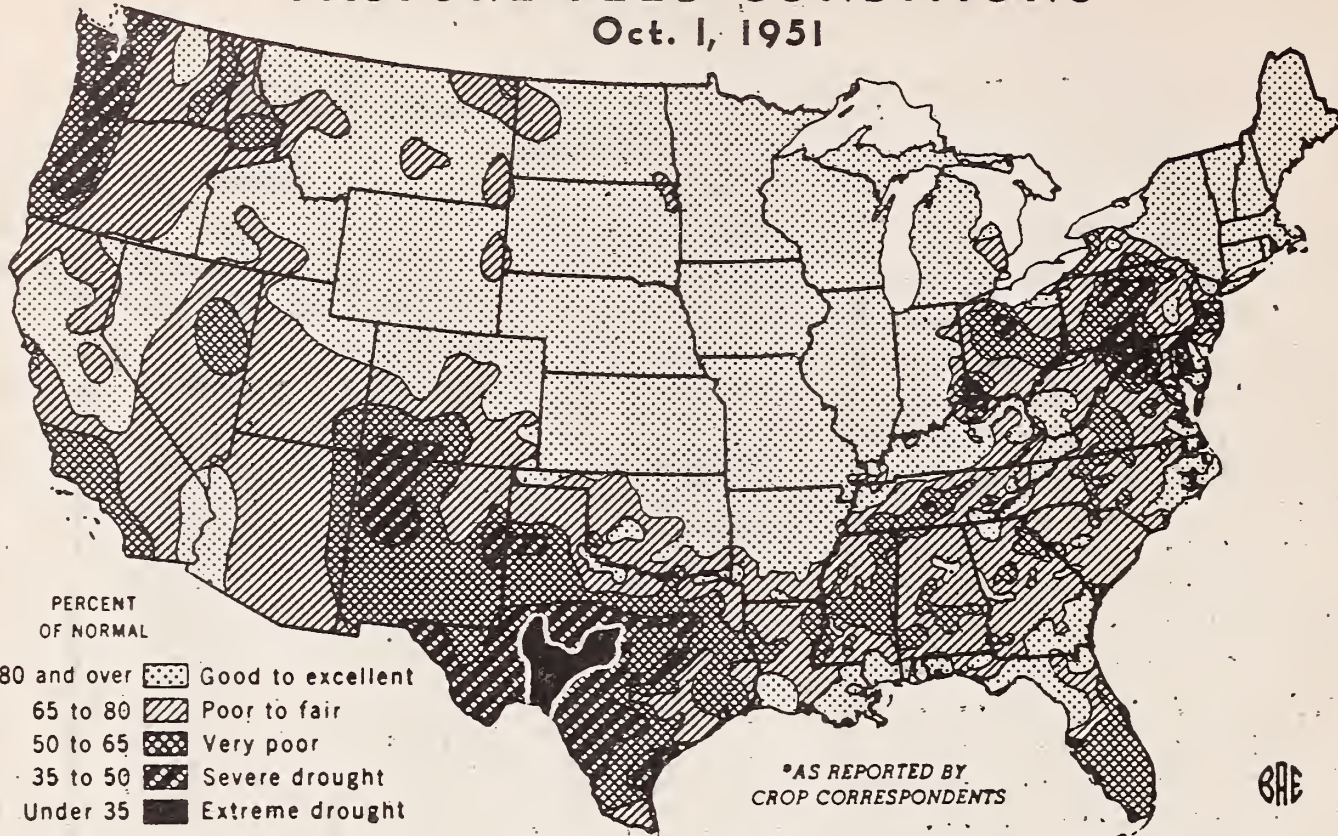 Oct. 1, 1951
PERCENT
OF NORMAL
80 and over Good to excellent
65 to 80 Poor to fair
50 to 65 Very poor
35 to 50 Severe drought
Under 35 Extreme drought
*AS REPORTED BY
CROP CORRESPONDENTS
BAE